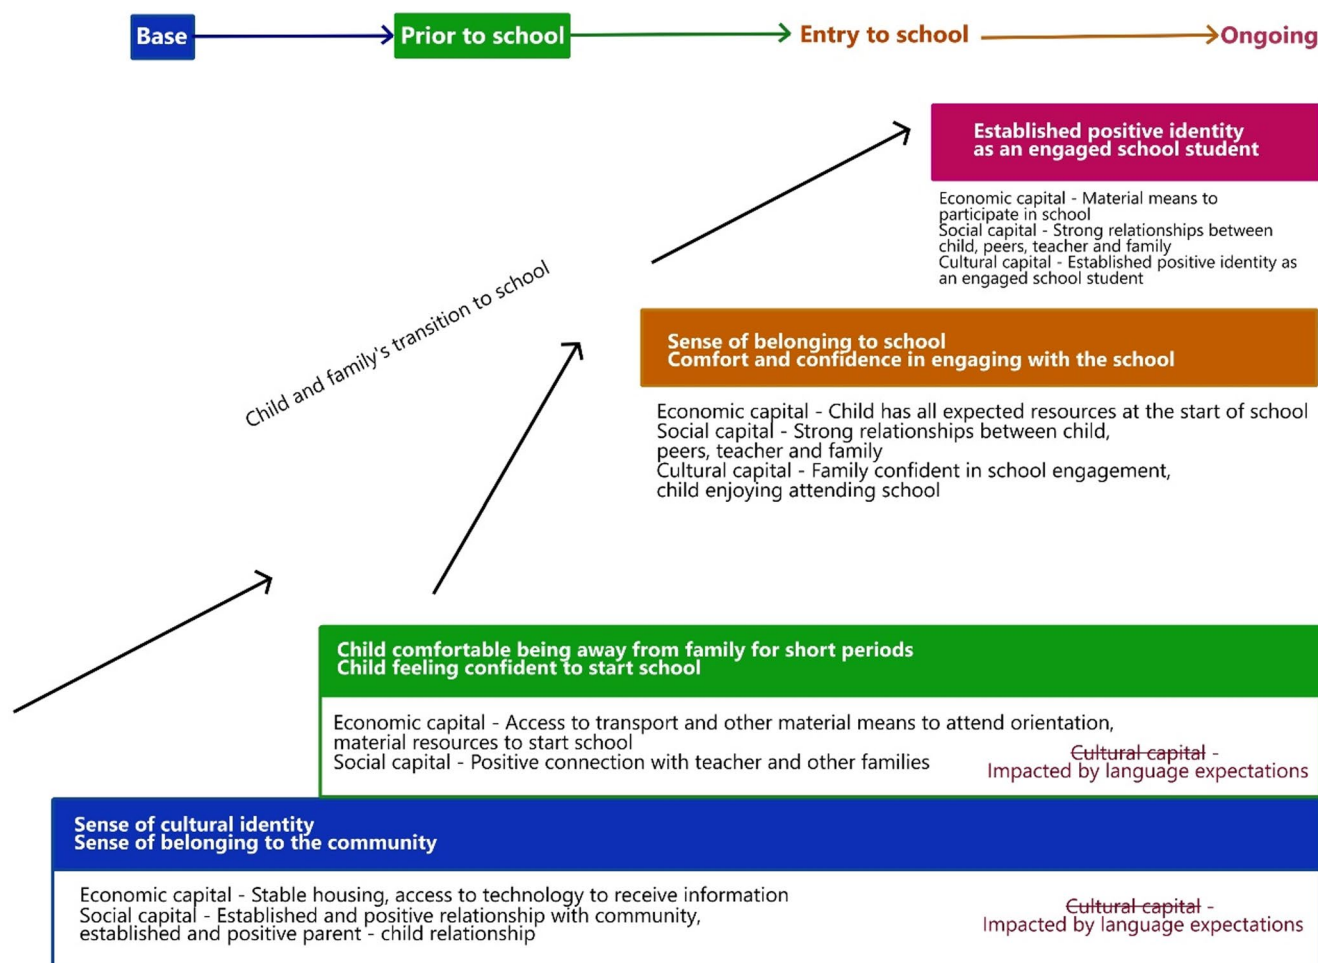 Base
Prior to school
Entry to school
Ongoing
Established positive identity
as an engaged school student
Economic capital - Material means to
participate in school
Social capital - Strong relationships between
child, peers, teacher and family
Cultural capital - Established positive identity as
an engaged school student
Child and family's transition to school
Sense of belonging to school
Comfort and confidence in engaging with the school
Economic capital - Child has all expected resources at the start of school
Social capital - Strong relationships between child,
peers, teacher and family
Cultural capital - Family confident in school engagement,
child enjoying attending school
Child comfortable being away from family for short periods
Child feeling confident to start school
Economic capital - Access to transport and other material means to attend orientation,
material resources to start school
Social capital - Positive connection with teacher and other families
Cultural capital -
Impacted by language expectations
Sense of cultural identity
Sense of belonging to the community
Economic capital - Stable housing, access to technology to receive information
Social capital - Established and positive relationship with community,
established and positive parent - child relationship
Cultural capital -
Impacted by language expectations